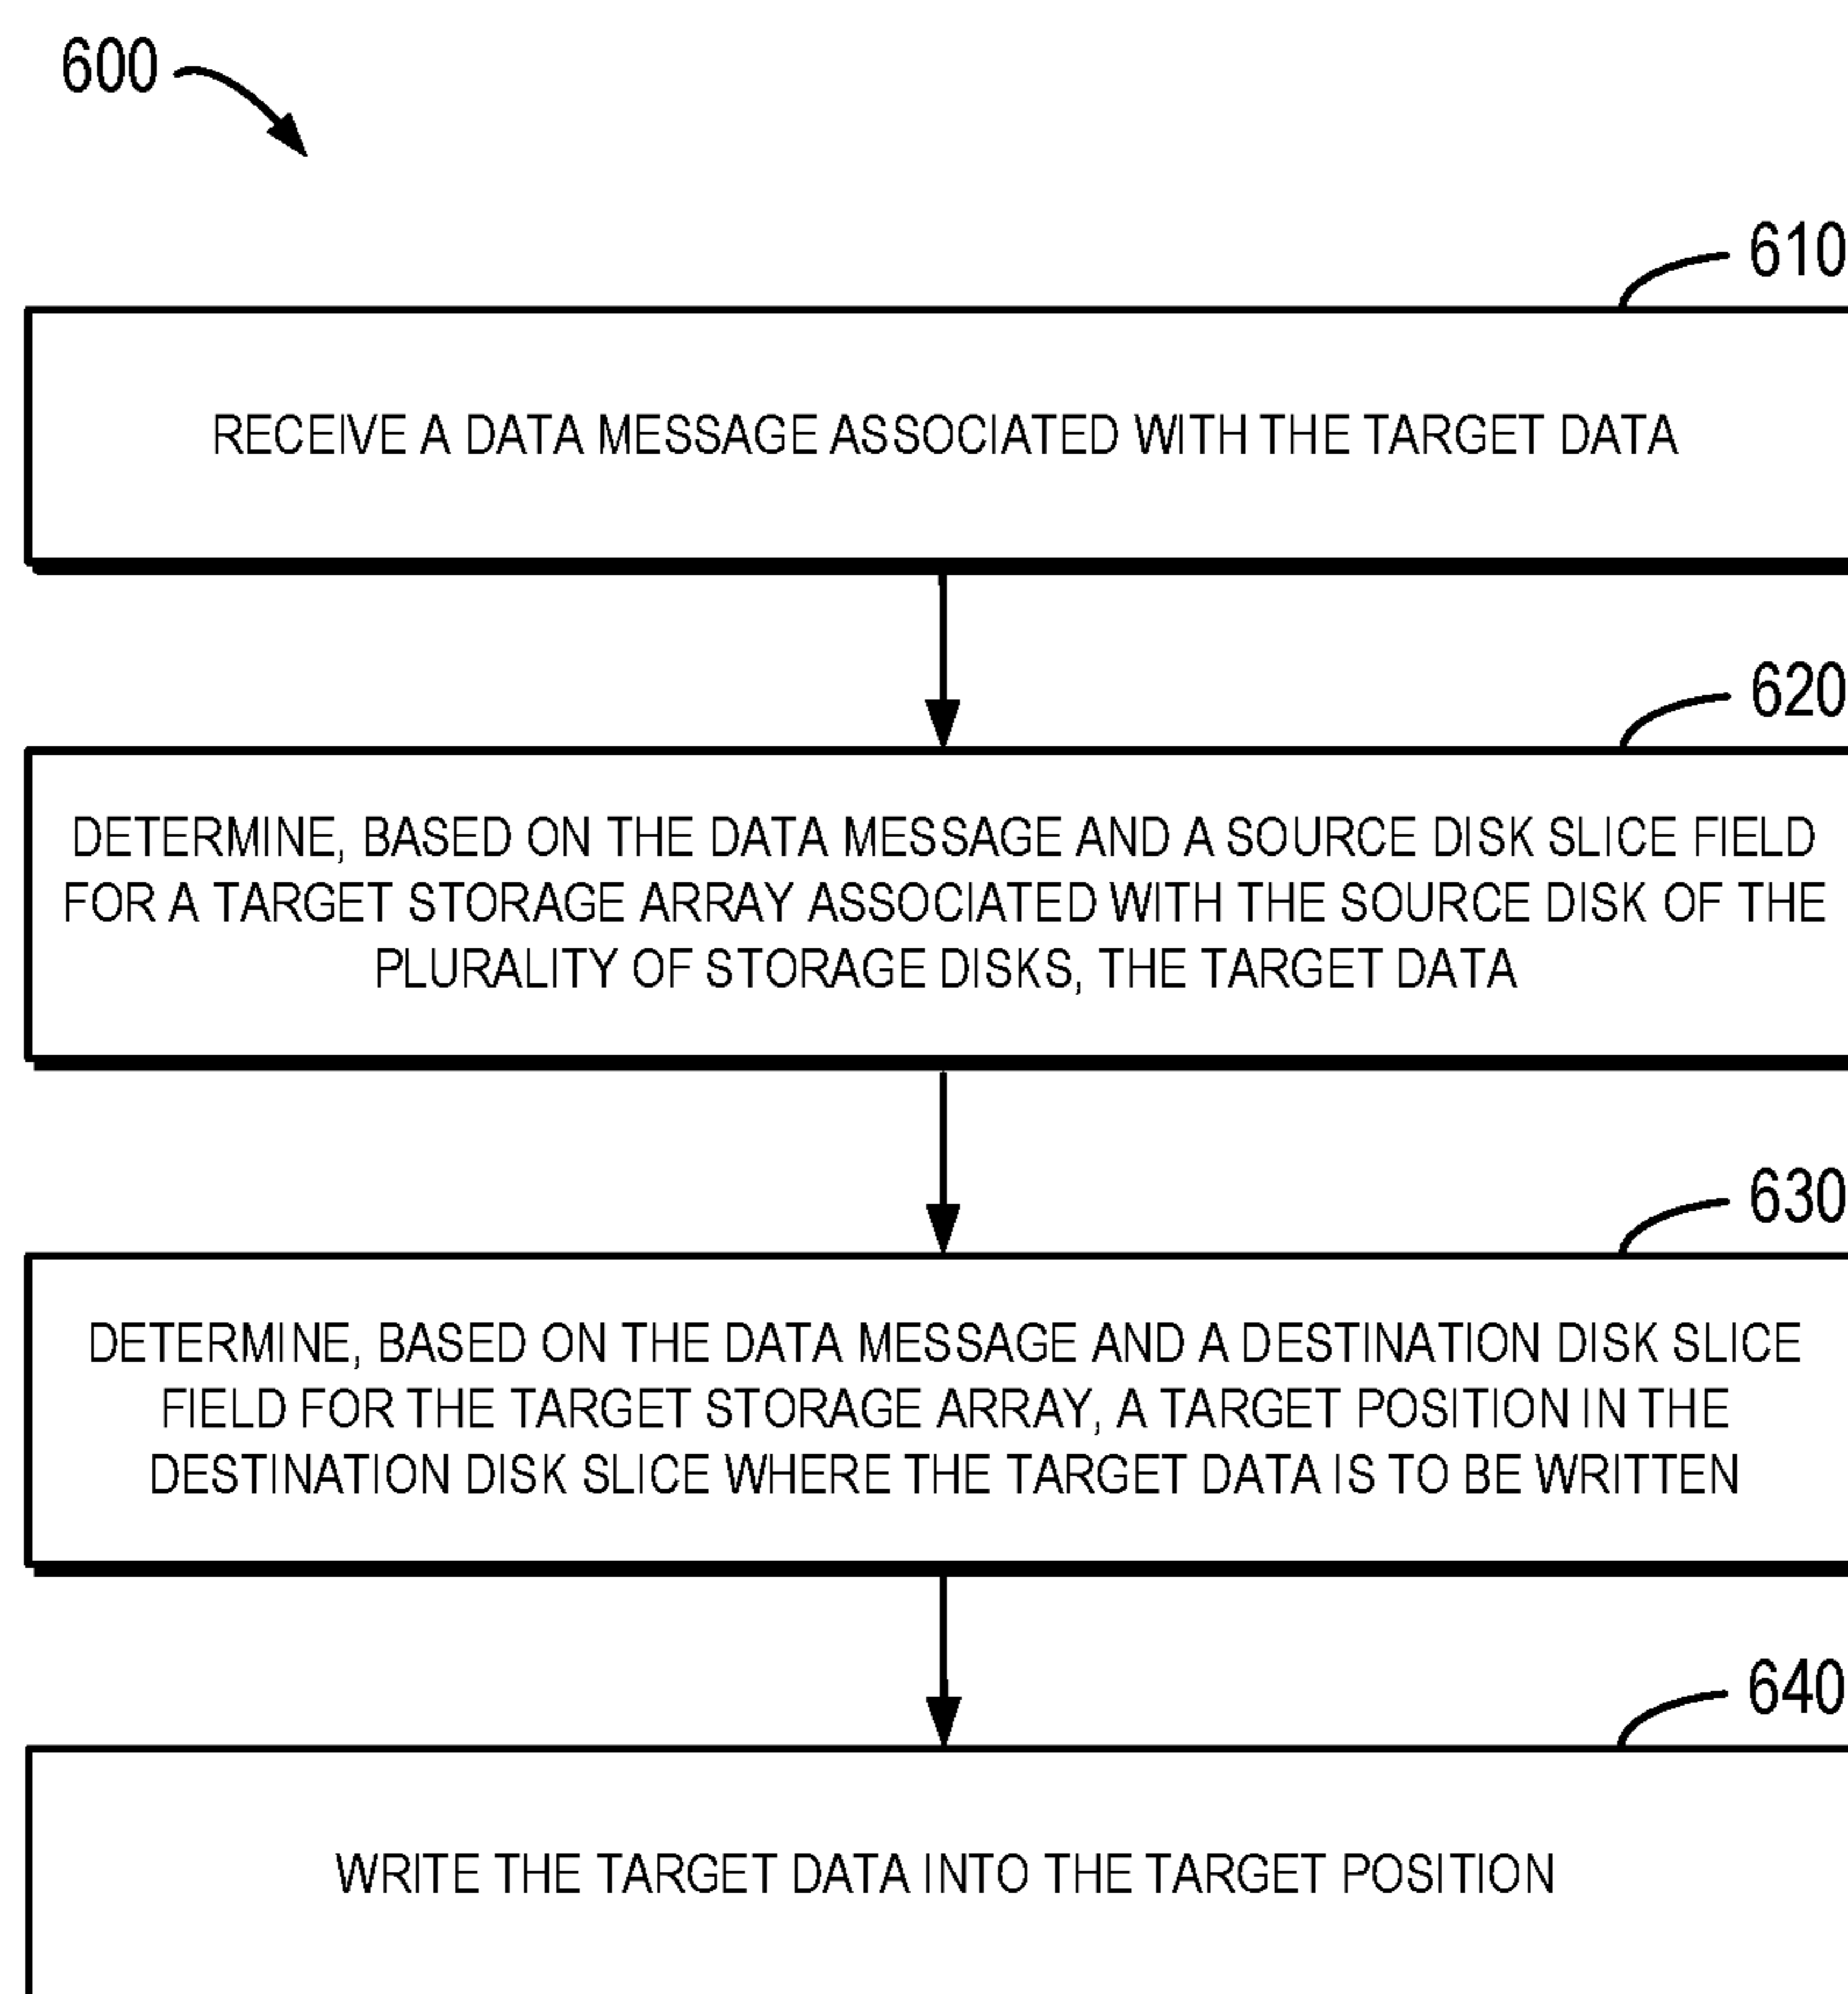 600
610
RECEIVE A DATA MESSAGE ASSOCIATED WITH THE TARGET DATA
620
DETERMINE, BASED ON THE DATA MESSAGE AND A SOURCE DISK SLICE FIELD
FOR A TARGET STORAGE ARRAY ASSOCIATED WITH THE SOURCE DISK OF THE
PLURALITY OF STORAGE DISKS, THE TARGET DATA
630
DETERMINE, BASED ON THE DATA MESSAGE AND A DESTINATION DISK SLICE
FIELD FOR THE TARGET STORAGE ARRAY, A TARGET POSITION IN THE
DESTINATION DISK SLICE WHERE THE TARGET DATA IS TO BE WRITTEN
640
WRITE THE TARGET DATA INTO THE TARGET POSITION